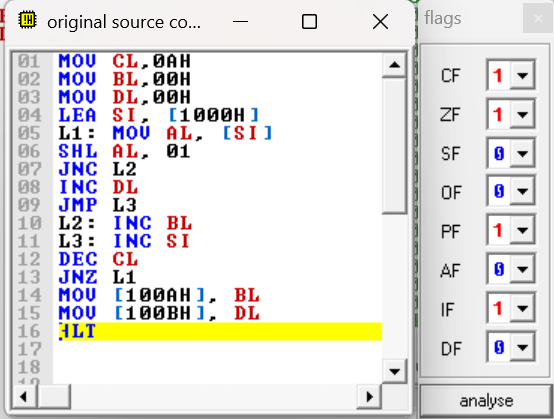 original source co...
01 MOV CL,0AH
02 MOV BL,00H
03 MOV DL,00H
04 LEA SI, [1000H]
05 L1: MOV AL, [SI]
06 SHL AL, 01
07 JNC L2
08 INC DL
09 JMP L3
10 L2: INC BL
11 L3: INC SI
12 DEC CL
13 JNZ L1
14 MOV [100AH], BL
15 MOV [100BH], DL
16 HLT
17
18
flags
CF 1
ZF 1
SF 0
OF 0
PF 1
AF 0
IF 1
DF 0
analyse